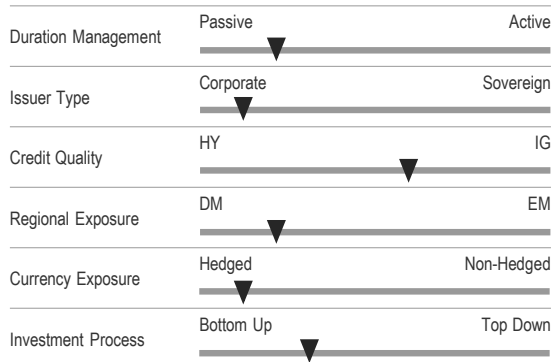 Duration Management
Passive Active
Issuer Type
Corporate Sovereign
Credit Quality
HY IG
Regional Exposure
DM EM
Currency Exposure
Hedged Non-Hedged
Investment Process
Bottom Up Top Down